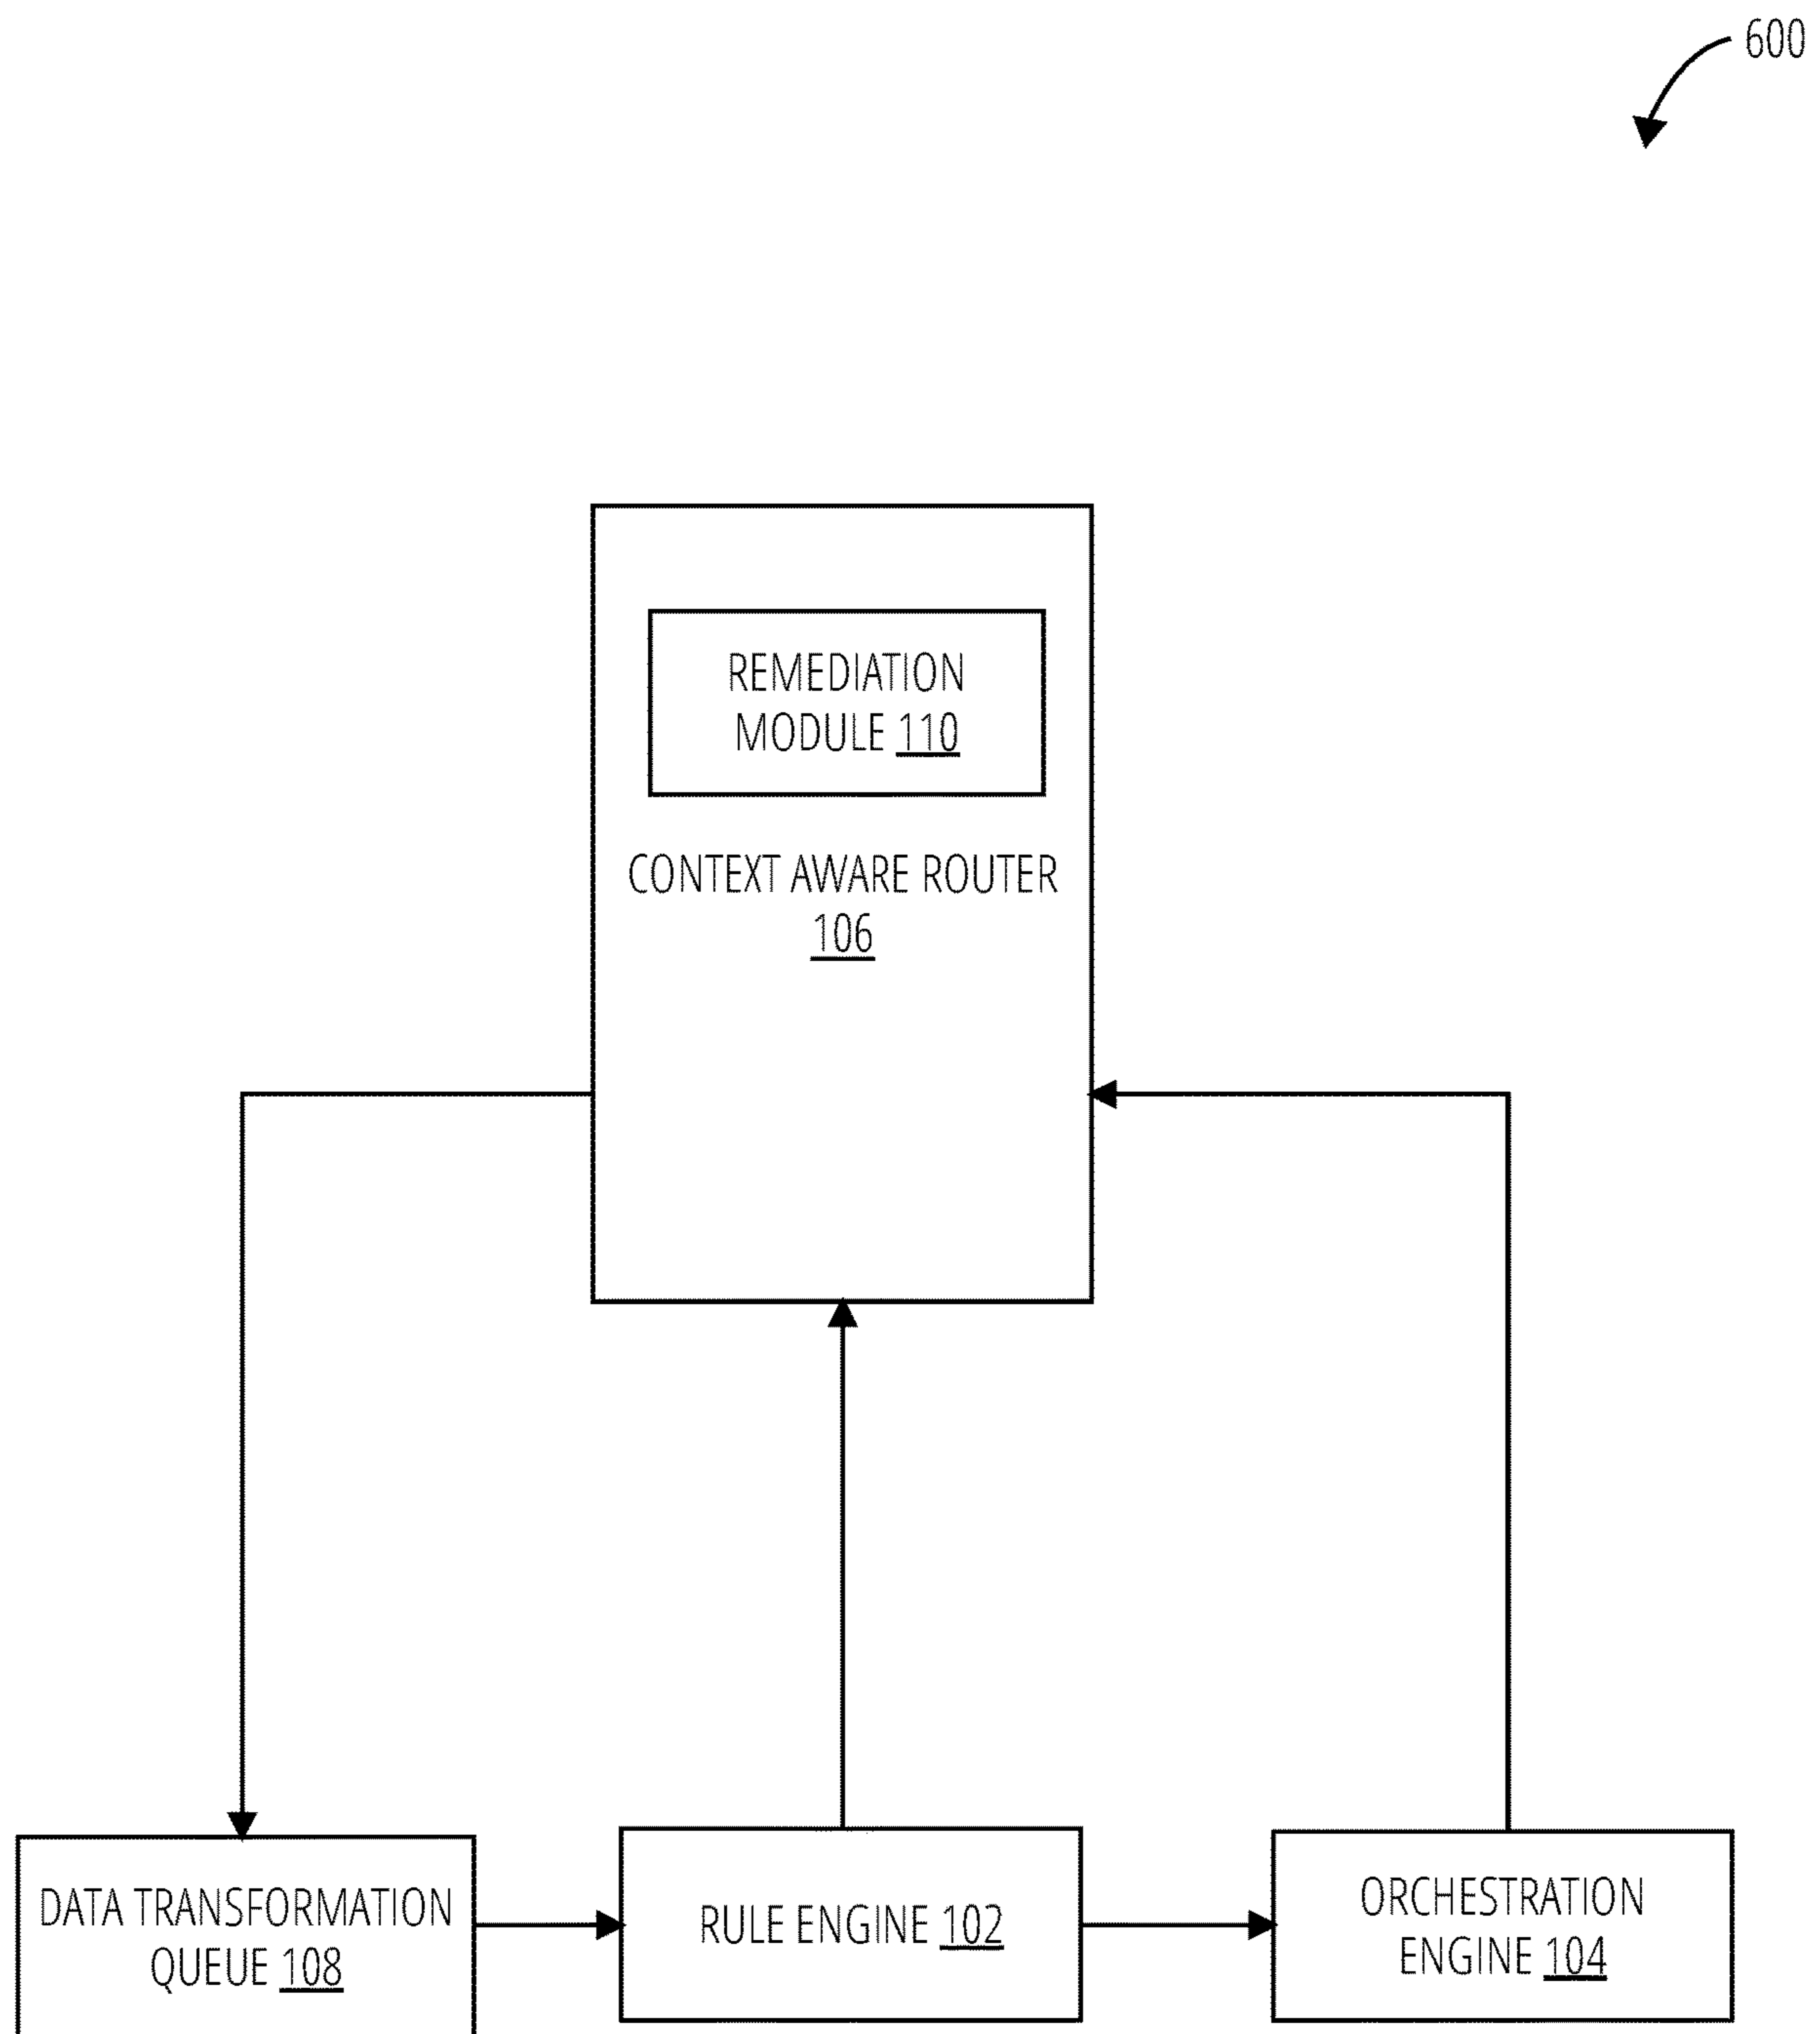 600
REMEDIATION
MODULE 110
CONTEXT AWARE ROUTER
106
DATA TRANSFORMATION
QUEUE 108
RULE ENGINE 102
ORCHESTRATION
ENGINE 104